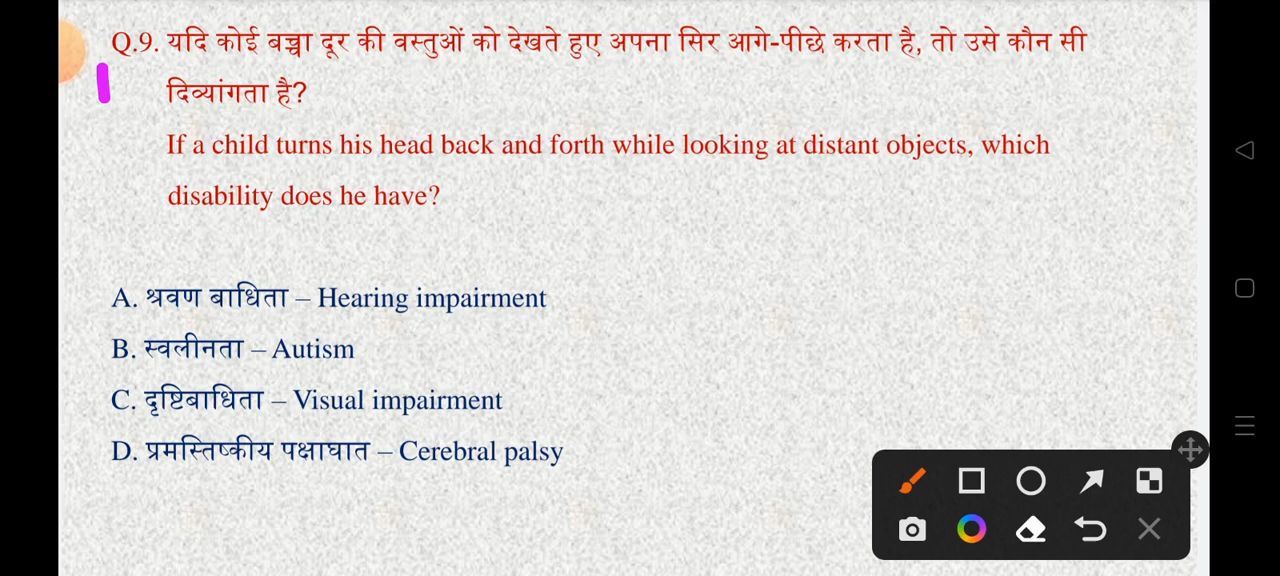 Q.9. यदि कोई बच्चा दूर की वस्तुओं को देखते हुए अपना सिर आगे-पीछे करता है, तो उसे कौन सी
दिव्यांगता है?
If a child turns his head back and forth while looking at distant objects, which
disability does he have?
A. श्रवण बाधिता – Hearing impairment
B. स्वलीनता – Autism
C. दृष्टिबाधिता – Visual impairment
D. प्रमस्तिष्कीय पक्षाघात – Cerebral palsy